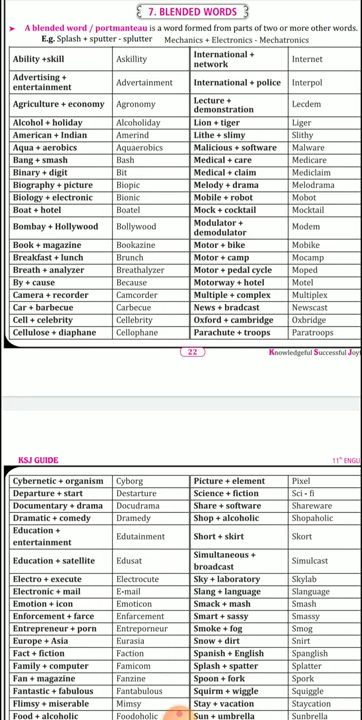 7. BLENDED WORDS
➤ A blended word / portmanteau is a word formed from parts of two or more other words.
E.g. Splash + sputter - splutter Mechanics + Electronics - Mechatronics
Ability +skill Askillity International + network Internet
Advertising + entertainment Advertainment International + police Interpol
Agriculture + economy Agronomy Lecture + demonstration Lecdem
Alcohol + holiday Alcoholiday Lion + tiger Liger
American + Indian Amerind Lithe + slimy Slithy
Aqua + aerobics Aquaerobics Malicious + software Malware
Bang + smash Bash Medical + care Medicare
Binary + digit Bit Medical + claim Mediclaim
Biography + picture Biopic Melody + drama Melodrama
Biology + electronic Bionic Mobile + robot Mobot
Boat + hotel Boatel Mock + cocktail Mocktail
Bombay + Hollywood Bollywood Modulator + demodulator Modem
Book + magazine Bookazine Motor + bike Mobike
Breakfast + lunch Brunch Motor + camp Mocamp
Breath + analyzer Breathalyzer Motor + pedal cycle Moped
By + cause Because Motorway + hotel Motel
Camera + recorder Camcorder Multiple + complex Multiplex
Car + barbecue Carbecue News + bradcast Newscast
Cell + celebrity Cellebrity Oxford + cambridge Oxbridge
Cellulose + diaphane Cellophane Parachute + troops Paratroops
22 Knowledgeful Successful
KSJ GUIDE 11th ENGLI
Cybernetic + organism Cyborg Picture + element Pixel
Departure + start Destarture Science + fiction Sci - fi
Documentary + drama Docudrama Share + software Shareware
Dramatic + comedy Dramedy Shop + alcoholic Shopaholic
Education + entertainment Edutainment Short + skirt Skort
Education + satellite Edusat Simultaneous + broadcast Simulcast
Electro + execute Electrocute Sky + laboratory Skylab
Electronic + mail E-mail Slang + language Slanguage
Emotion + icon Emoticon Smack + mash Smash
Enforcement + farce Enfarcement Smart + sassy Smassy
Entrepreneur + porn Entreporneur Smoke + fog Smog
Europe + Asia Eurasia Snow + dirt Snirt
Fact + fiction Faction Spanish + English Spanglish
Family + computer Famicom Splash + spatter Splatter
Fan + magazine Fanzine Spoon + fork Spork
Fantastic + fabulous Fantabulous Squirm + wiggle Squiggle
Flimsy + miserable Mimsy Stay + vacation Staycation
Food + alcoholic Foodoholic Sun + umbrella Sunbrella